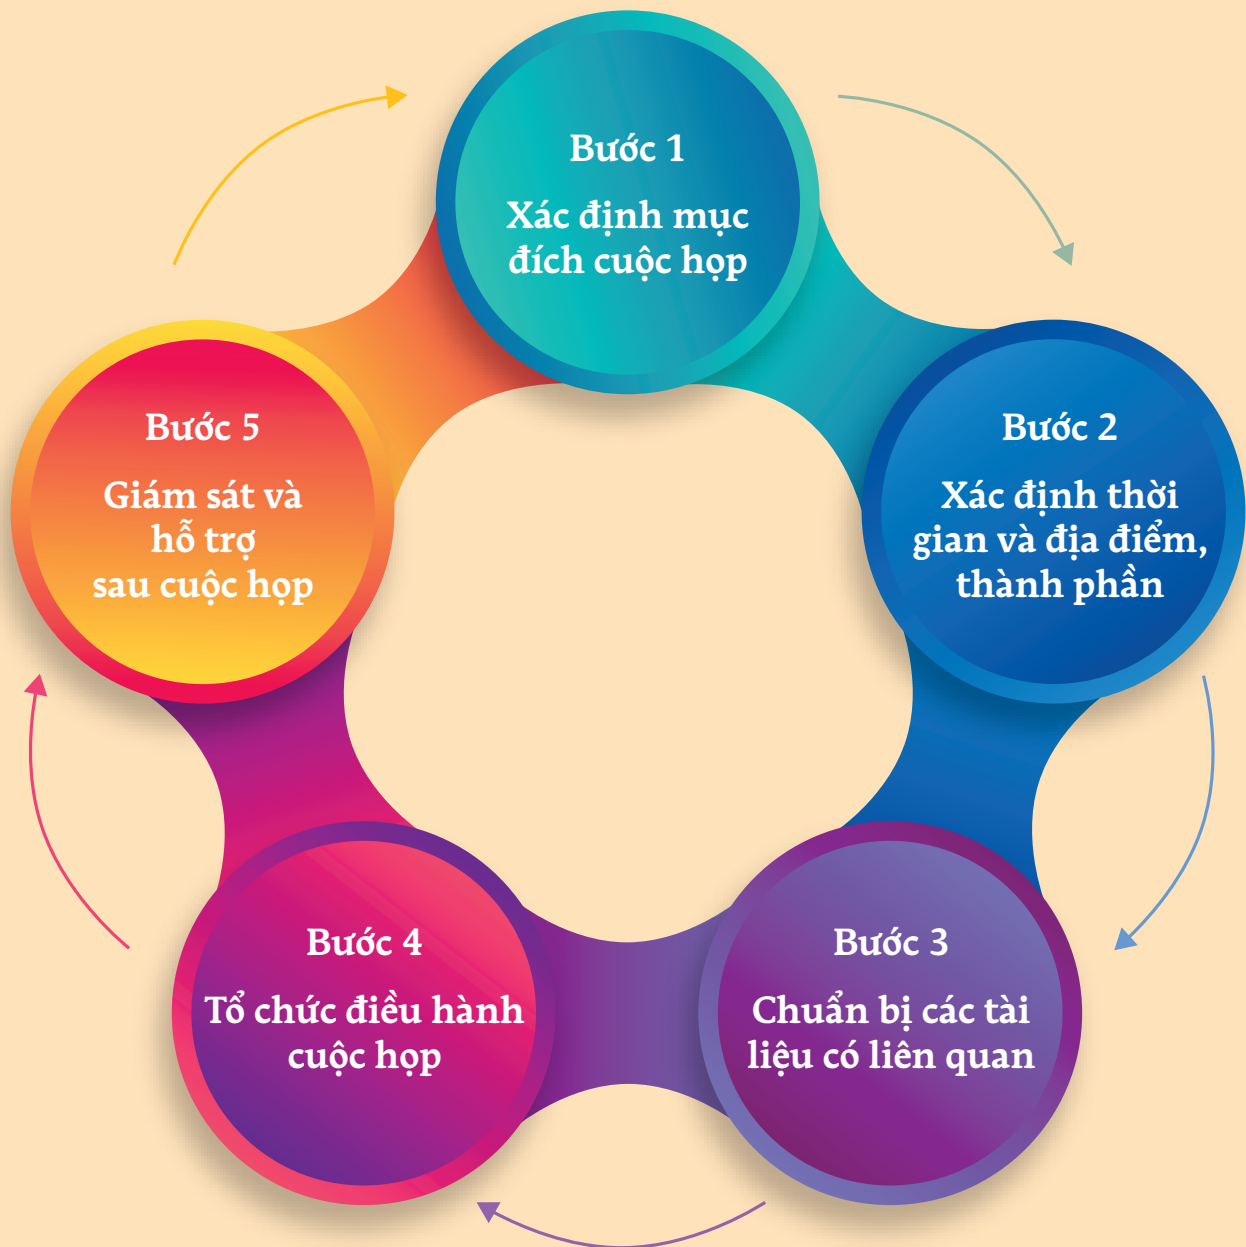 Bước 1
Xác định mục
đích cuộc họp
Bước 2
Xác định thời
gian và địa điểm,
thành phần
Bước 3
Chuẩn bị các tài
liệu có liên quan
Bước 4
Tổ chức điều hành
cuộc họp
Bước 5
Giám sát và
hỗ trợ
sau cuộc họp